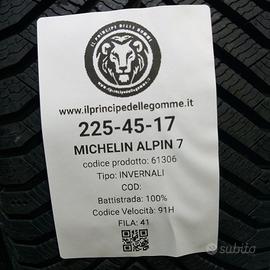 IL PRINCIPE DELLE GOMME
www.ilprincipedellegomme.it
225-45-17
MICHELIN ALPIN 7
codice prodotto: 61306
Tipo: INVERNALI
COD:
Battistrada: 100%
Codice Velocità: 91H
FILA: 41
subito